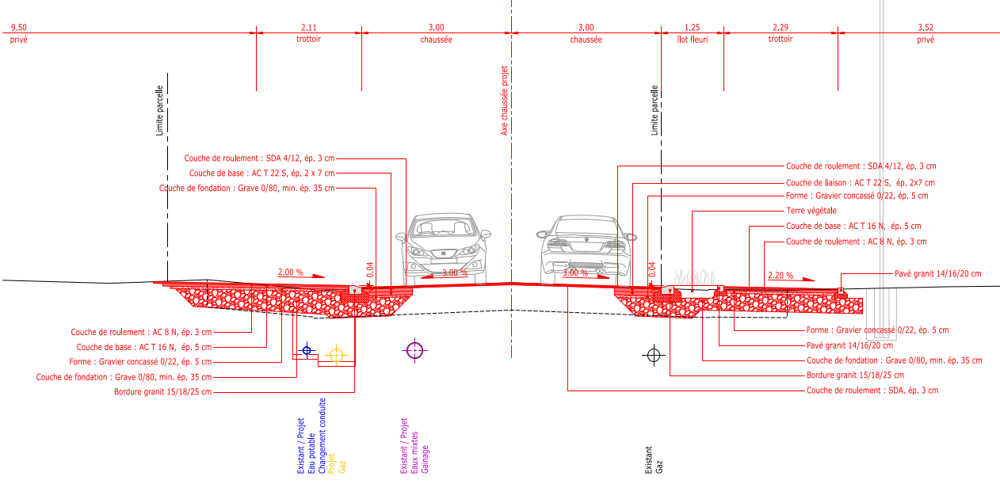 9.50
2.11
3.00
3.00
1.25
2.29
3.52
privé
trottoir
chaussée
chaussée
îlot fleuri
trottoir
privé
Limite parcelle
Axe chaussée projet
Limite parcelle
Couche de roulement : SDA 4/12, ép. 3 cm
Couche de base : AC T 22 S, ép. 2 x 7 cm
Couche de fondation : Grave 0/80, min. ép. 35 cm
Couche de roulement : SDA 4/12, ép. 3 cm
Couche de liaison : AC T 22 S, ép. 2x7 cm
Forme : Gravier concassé 0/22, ép. 5 cm
Terre végétale
Couche de base : AC T 16 N, ép. 5 cm
Couche de roulement : AC 8 N, ép. 3 cm
Pavé granit 14/16/20 cm
2.00 %
0.04
3.00 %
3.00 %
0.04
2.20 %
Couche de roulement : AC 8 N, ép. 3 cm
Couche de base : AC T 16 N, ép. 5 cm
Forme : Gravier concassé 0/22, ép. 5 cm
Couche de fondation : Grave 0/80, min. ép. 35 cm
Bordure granit 15/18/25 cm
Forme : Gravier concassé 0/22, ép. 5 cm
Pavé granit 14/16/20 cm
Couche de fondation : Grave 0/80, min. ép. 35 cm
Bordure granit 15/18/25 cm
Couche de roulement : SDA, ép. 3 cm
Existant / Projet
Eau potable
Changement conduite
Projet
Gaz
Existant / Projet
Eaux mixtes
Gainage
Existant
Gaz